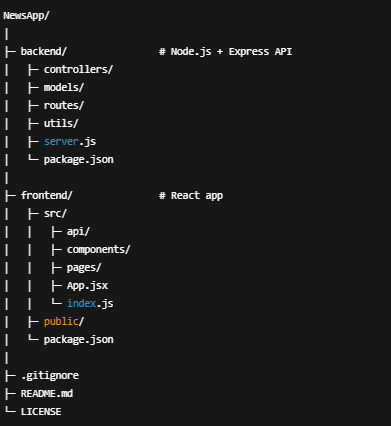 NewsApp/
│
├─ backend/              # Node.js + Express API
│   ├─ controllers/
│   ├─ models/
│   ├─ routes/
│   ├─ utils/
│   ├─ server.js
│   └─ package.json
│
├─ frontend/             # React app
│   ├─ src/
│   │   ├─ api/
│   │   ├─ components/
│   │   ├─ pages/
│   │   ├─ App.jsx
│   │   └─ index.js
│   ├─ public/
│   └─ package.json
│
├─ .gitignore
├─ README.md
└─ LICENSE